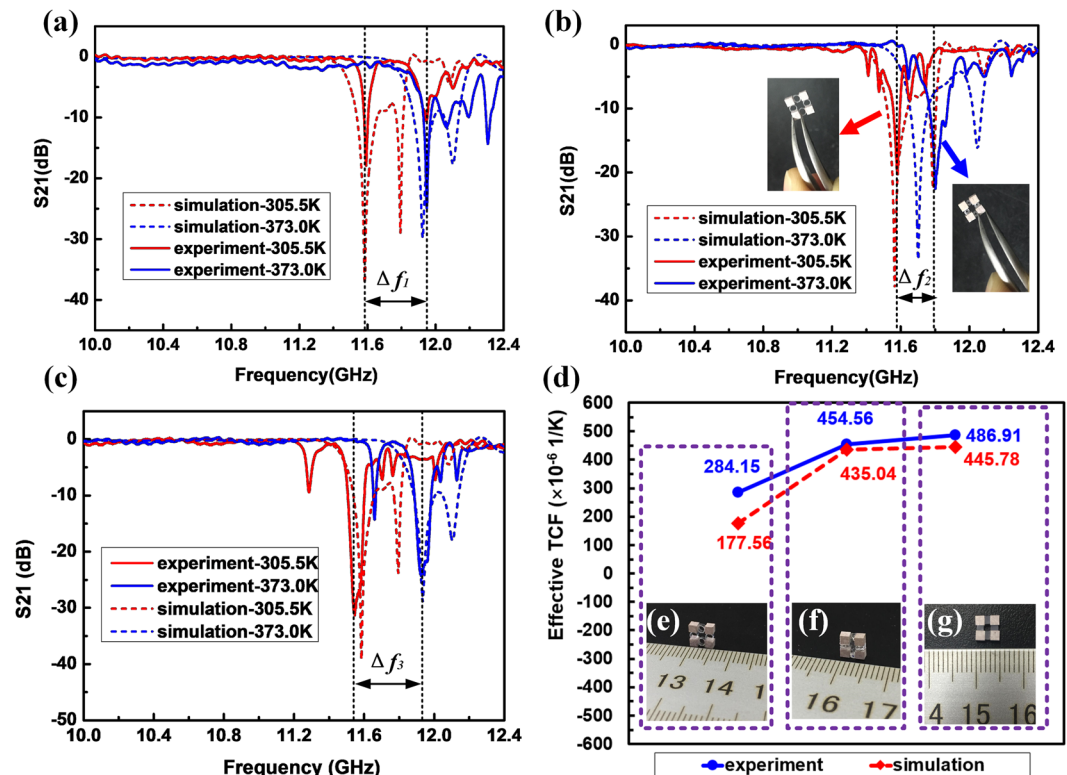 (a)
S21(dB)
0
-10
-20
-30
-40
simulation-305.5K
simulation-373.0K
experiment-305.5K
experiment-373.0K
Δf1
10.0 10.4 10.8 11.2 11.6 12.0 12.4
Frequency(GHz)
(b)
S21(dB)
0
-10
-20
-30
-40
simulation-305.5K
simulation-373.0K
experiment-305.5K
experiment-373.0K
Δf2
10.0 10.4 10.8 11.2 11.6 12.0 12.4
Frequency(GHz)
(c)
S21 (dB)
0
-10
-20
-30
-40
-50
experiment-305.5K
experiment-373.0K
simulation-305.5K
simulation-373.0K
Δf3
10.0 10.4 10.8 11.2 11.6 12.0 12.4
Frequency (GHz)
(d)
Effective TCF (×10-6 1/K)
600
500
400
300
200
100
0
-100
-200
-300
-400
-500
-600
284.15
177.56
454.56
435.04
486.91
445.78
(e)
13 14 1
(f)
16 17
(g)
4 15 16
experiment simulation